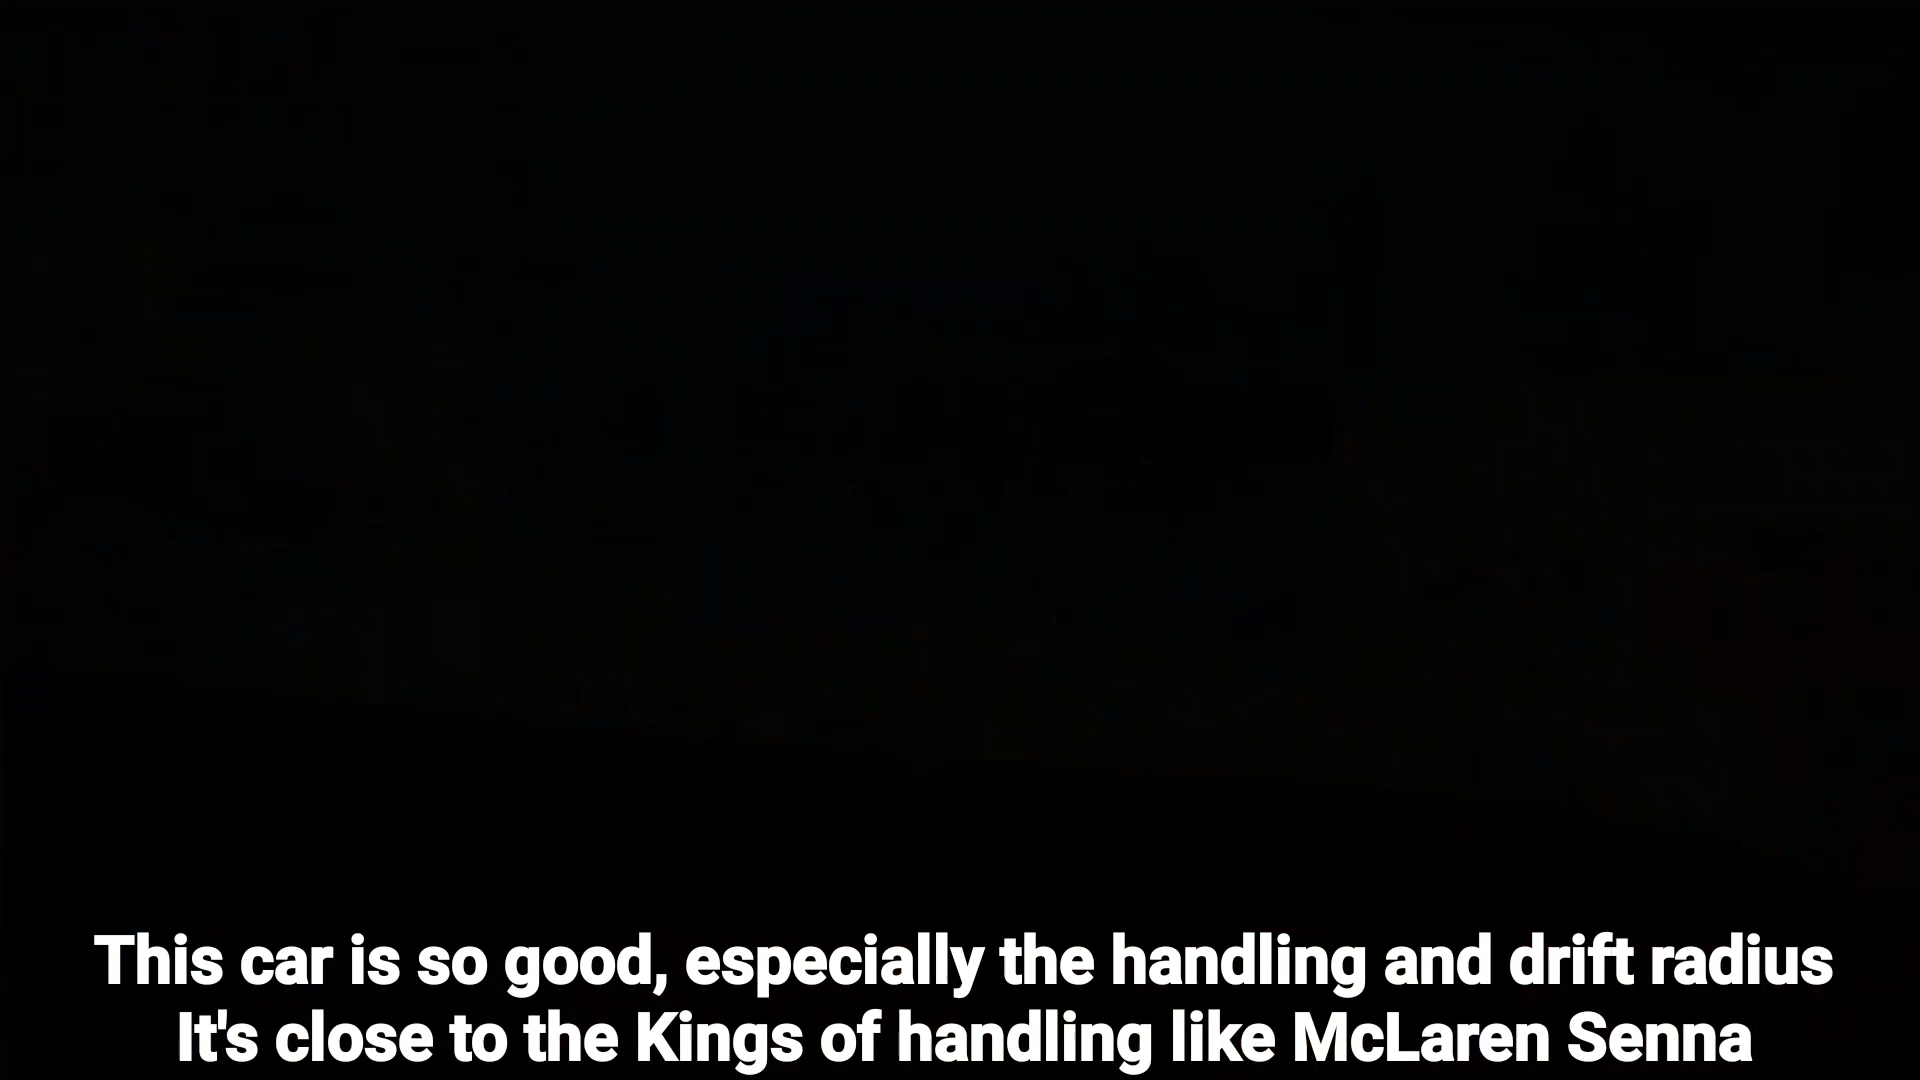 This car is so good, especially the handling and drift radius
It's close to the Kings of handling like McLaren Senna